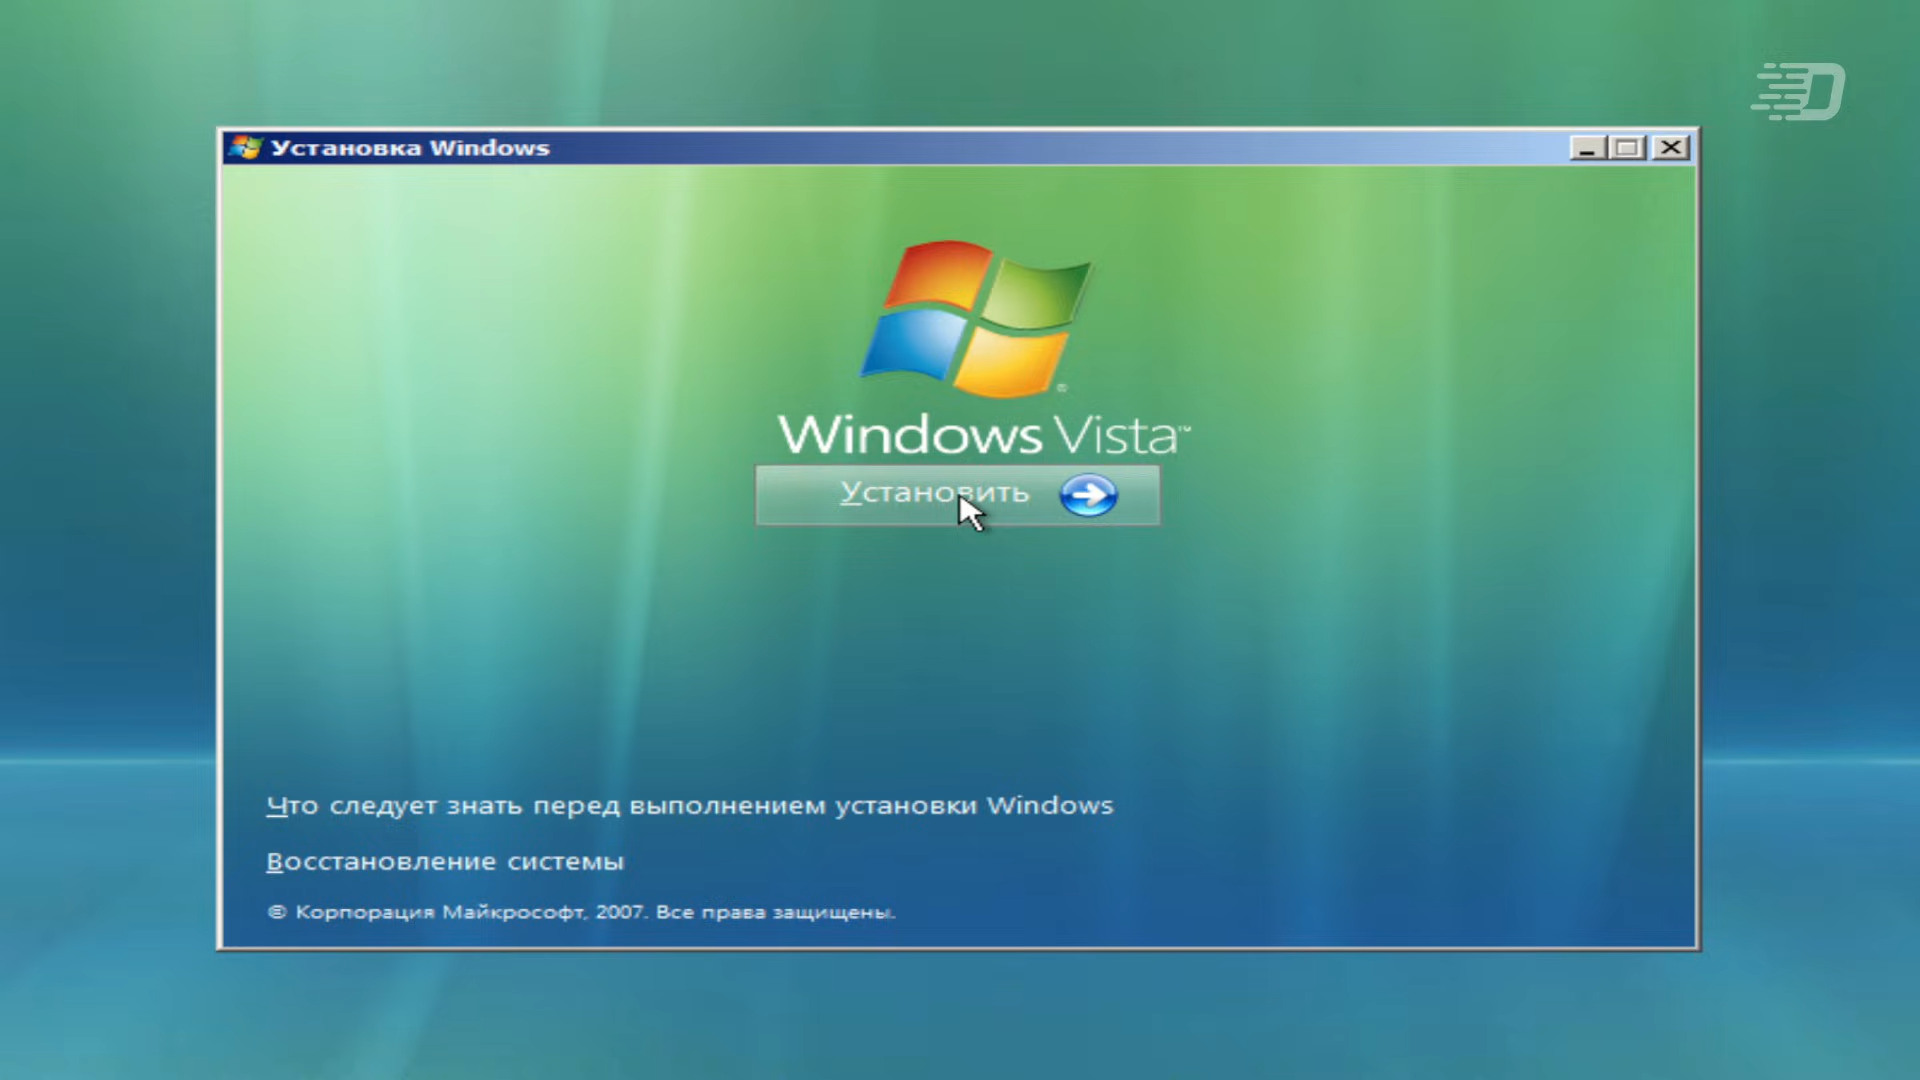 Установка Windows
Windows Vista™
Установить
Что следует знать перед выполнением установки Windows
Восстановление системы
© Корпорация Майкрософт, 2007. Все права защищены.